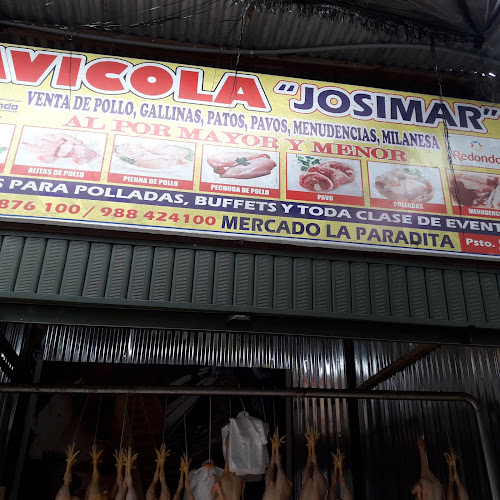 AVICOLA "JOSIMAR"
VENTA DE POLLO, GALLINAS, PATOS, PAVOS, MENUDENCIAS, MILANESA
AL POR MAYOR Y MENOR
Redondo
ALITAS DE POLLO
PIERNA DE POLLO
PECHUGA DE POLLO
PAVO
POLLADAS
PARA POLLADAS, BUFFETS Y TODA CLASE DE EVENT
876 100 / 988 424100 MERCADO LA PARADITA
Psto.